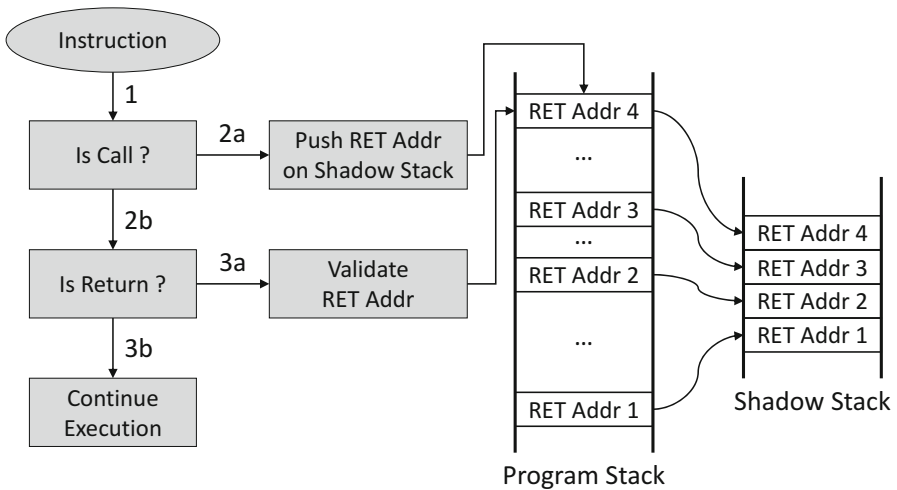 Instruction
1
Is Call ?
2a
Push RET Addr
on Shadow Stack
2b
Is Return ?
3a
Validate
RET Addr
3b
Continue
Execution
RET Addr 4
...
RET Addr 3
...
RET Addr 2
...
RET Addr 1
Program Stack
RET Addr 4
RET Addr 3
RET Addr 2
RET Addr 1
Shadow Stack